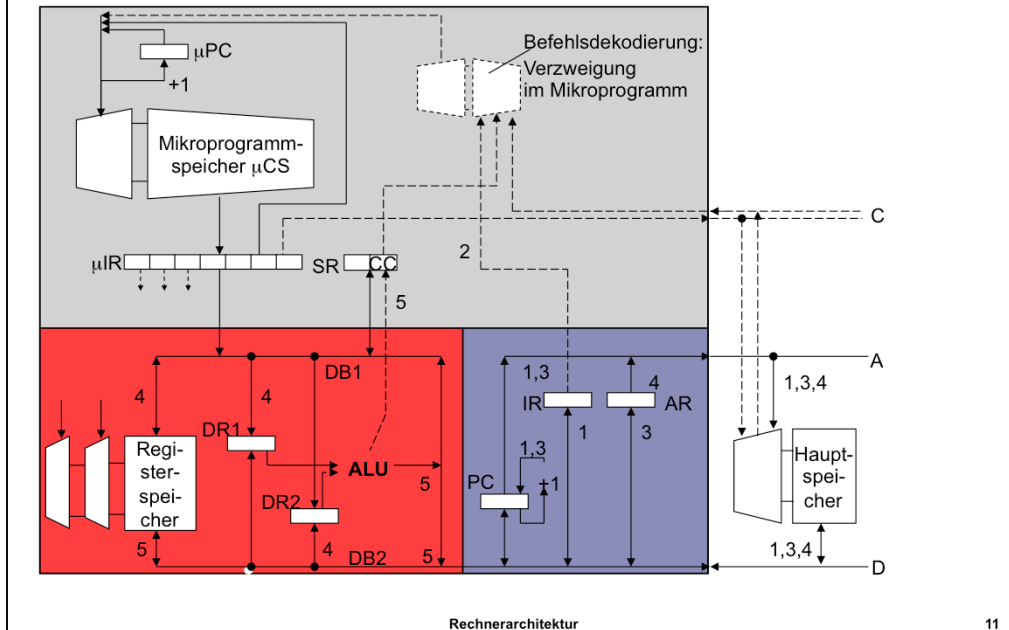 μPC
+1
Befehlsdekodierung:
Verzweigung
im Mikroprogramm
Mikroprogramm-
speicher μCS
C
2
μIR
SR
CC
5
DB1
A
1,3
4
1,3,4
4
4
IR
AR
DR1
1
3
Regi-
ster-
spei-
cher
ALU
5
1,3
+1
PC
Haupt-
spei-
cher
DR2
5
4
DB2
5
1,3,4
D
Rechnerarchitektur
11